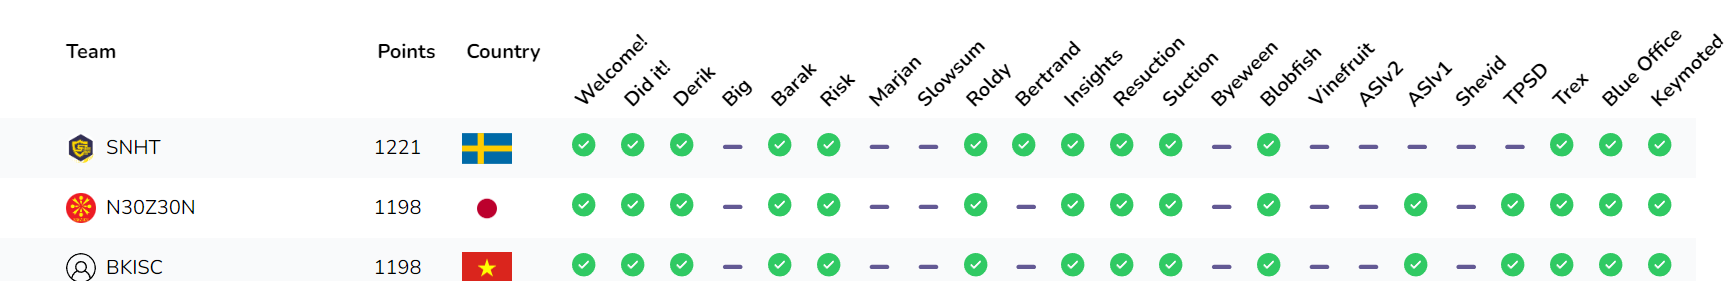 Team Points Country Welcome! Did it! Derik Big Barak Risk Marjan Slowsum Roldy Bertrand Insights Resuction Suction Byeween Blobfish Vinefruit ASIv2 ASIv1 Shevid TPSD Trex Blue Office Keymoted
SNHT 1221
N30Z30N 1198
BKISC 1198